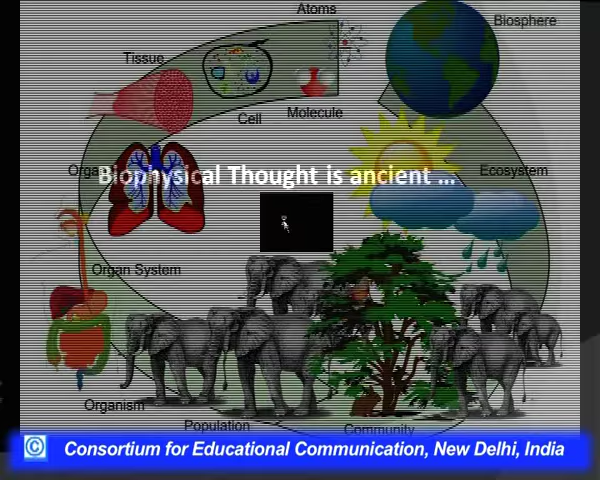 Atoms
Biosphere
Tissue
Cell
Molecule
Biophysical Thought is ancient ...
Ecosystem
Organ System
Organism
Population
Community
© Consortium for Educational Communication, New Delhi, India